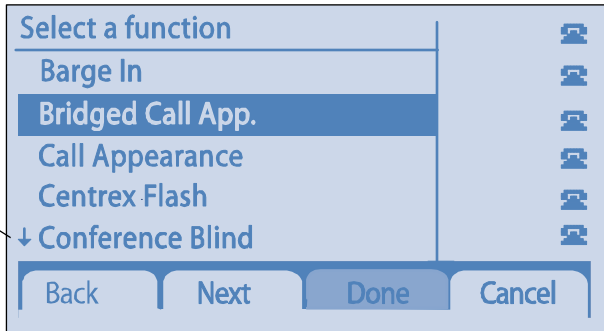 Select a function
Barge In
Bridged Call App.
Call Appearance
Centrex Flash
Conference Blind
Back Next Done Cancel